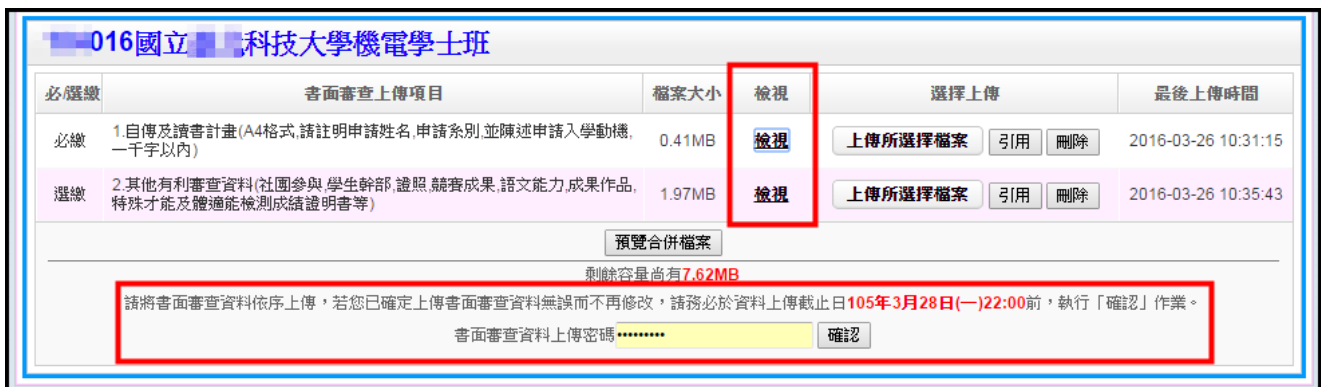 016國立 科技大學機電學士班
必/選繳 書面審查上傳項目 檔案大小 檢視 選擇上傳 最後上傳時間
必繳 1.自傳及讀書計畫(A4格式,請註明申請姓名,申請系別,並陳述申請入學動機, 0.41MB 檢視 上傳所選擇檔案 引用 刪除 2016-03-26 10:31:15
一千字以內)
選繳 2.其他有利審查資料(社團參與,學生幹部,證照,競賽成果,語文能力,成果作品, 1.97MB 檢視 上傳所選擇檔案 引用 刪除 2016-03-26 10:35:43
特殊才能及體適能檢測成績證明書等)
預覽合併檔案
剩餘容量尚有7.62MB
請將書面審查資料依序上傳，若您已確定上傳書面審查資料無誤而不再修改，請務必於資料上傳截止日105年3月28日(一)22:00前，執行「確認」作業。
書面審查資料上傳密碼 ••••••••• 確認